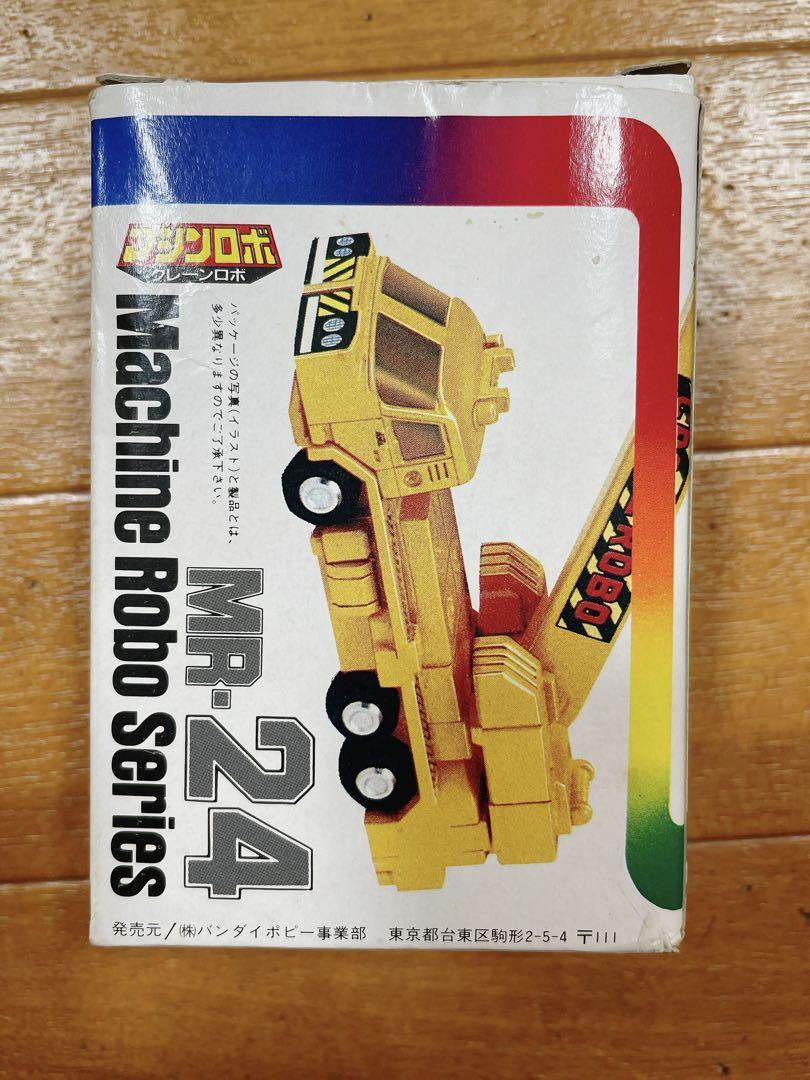 マシンロボ
クレーンロボ
パッケージの写真(イラスト)と製品とは、
多少異なりますのでご了承下さい。
Machine Robo Series
MR-24
ROBO
発売元/㈱バンダイポピー事業部 東京都台東区駒形2-5-4 〒111